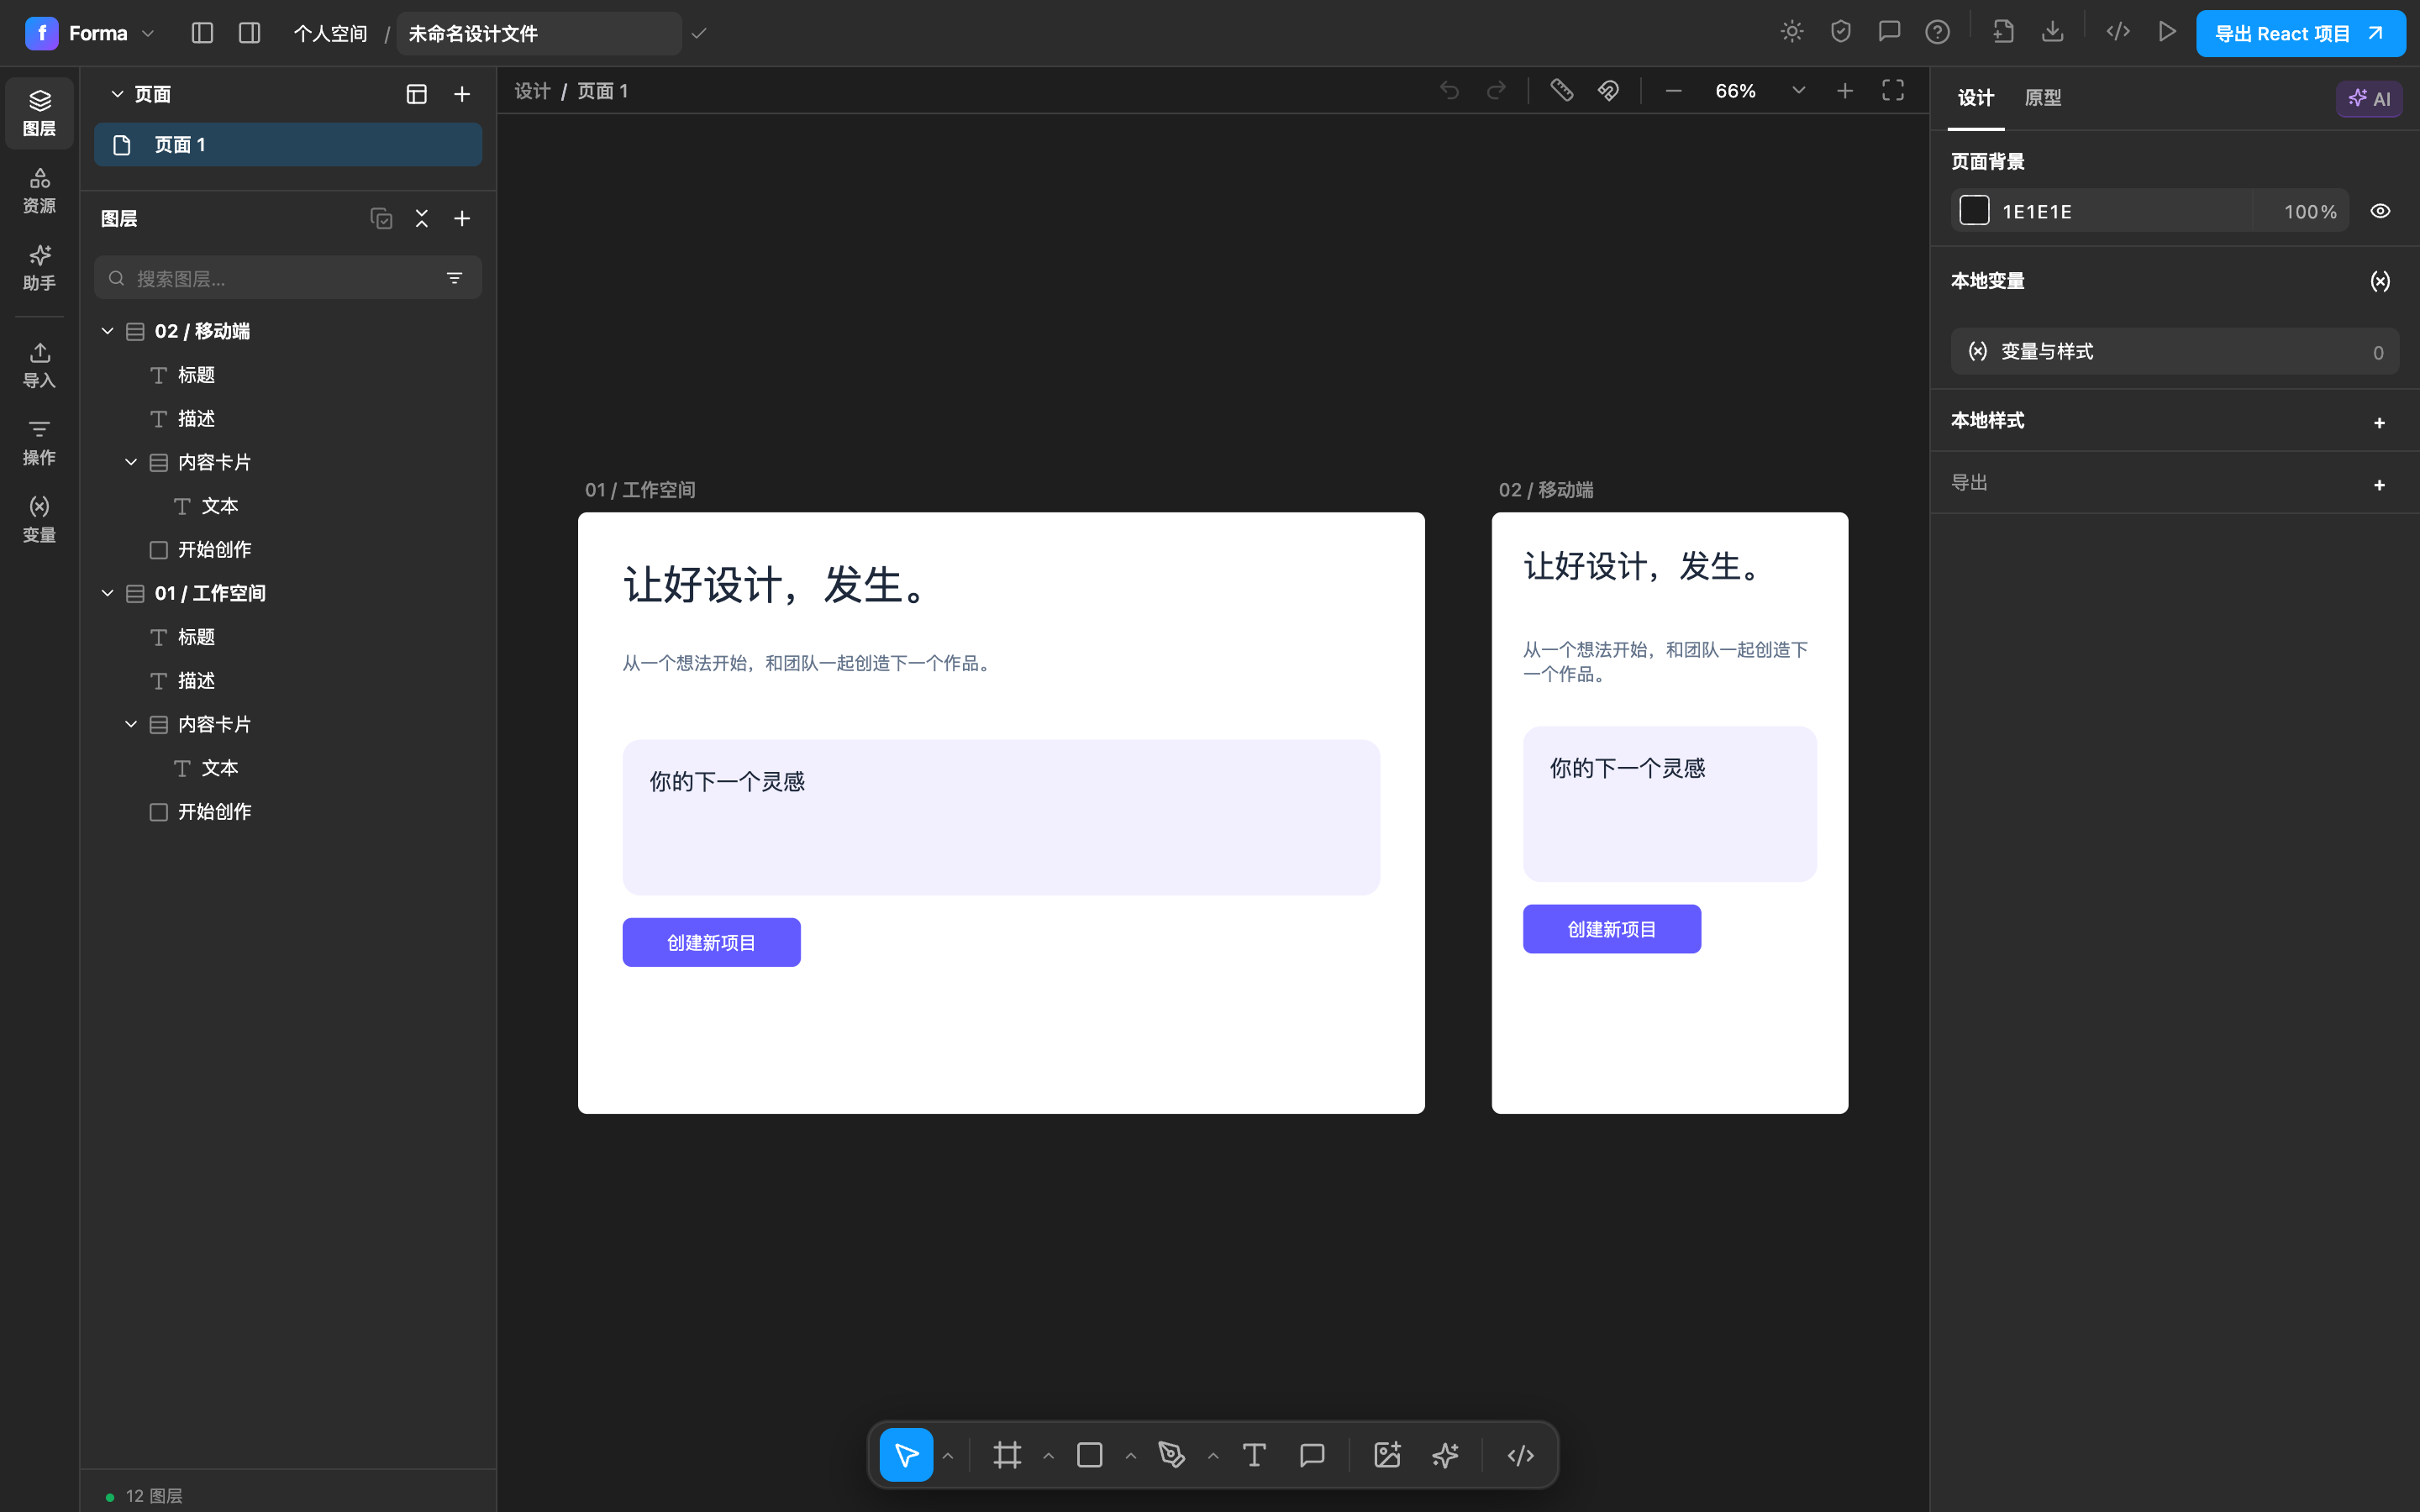 f Forma 个人空间 / 未命名设计文件 导出 React 项目
图层
资源
助手
导入
操作
变量
页面
页面 1
图层
搜索图层...
02 / 移动端
标题
描述
内容卡片
文本
开始创作
01 / 工作空间
标题
描述
内容卡片
文本
开始创作
12 图层
设计 / 页面 1 66%
01 / 工作空间
让好设计，发生。
从一个想法开始，和团队一起创造下一个作品。
你的下一个灵感
创建新项目
02 / 移动端
让好设计，发生。
从一个想法开始，和团队一起创造下
一个作品。
你的下一个灵感
创建新项目
设计 原型 AI
页面背景
1E1E1E 100%
本地变量
变量与样式 0
本地样式
导出